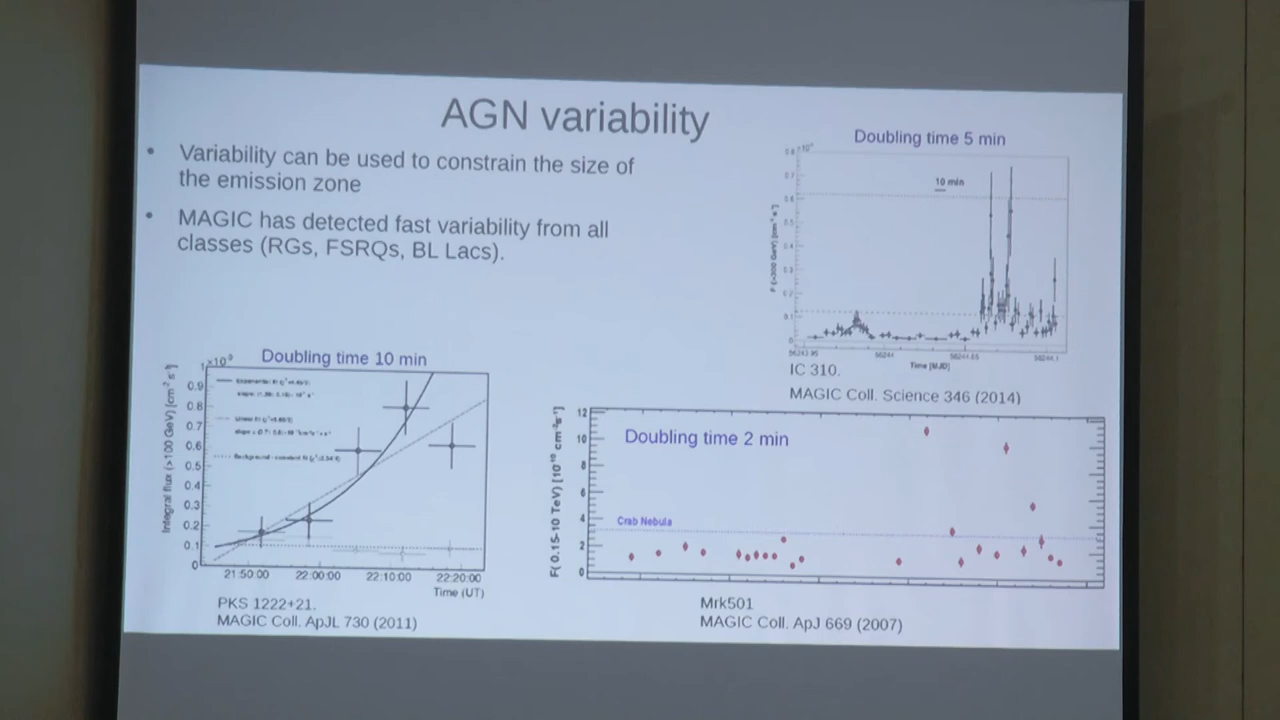 AGN variability
• Variability can be used to constrain the size of
the emission zone
• MAGIC has detected fast variability from all
classes (RGs, FSRQs, BL Lacs).
Doubling time 5 min
10 min
F (>300 GeV) [cm⁻² s⁻¹]
56244
Time [MJD]
IC 310.
MAGIC Coll. Science 346 (2014)
Doubling time 10 min
Integral flux (>100 GeV) [cm⁻² s⁻¹]
0.9
0.8
0.7
0.6
0.5
0.4
0.3
0.2
0.1
0
21:50:00 22:00:00 22:10:00 22:20:00
Time (UT)
PKS 1222+21.
MAGIC Coll. ApJL 730 (2011)
Doubling time 2 min
F( 0.15-10 TeV) [10⁻¹⁰ cm⁻²s⁻¹]
12
10
8
6
4
2
0
Crab Nebula
Mrk501
MAGIC Coll. ApJ 669 (2007)